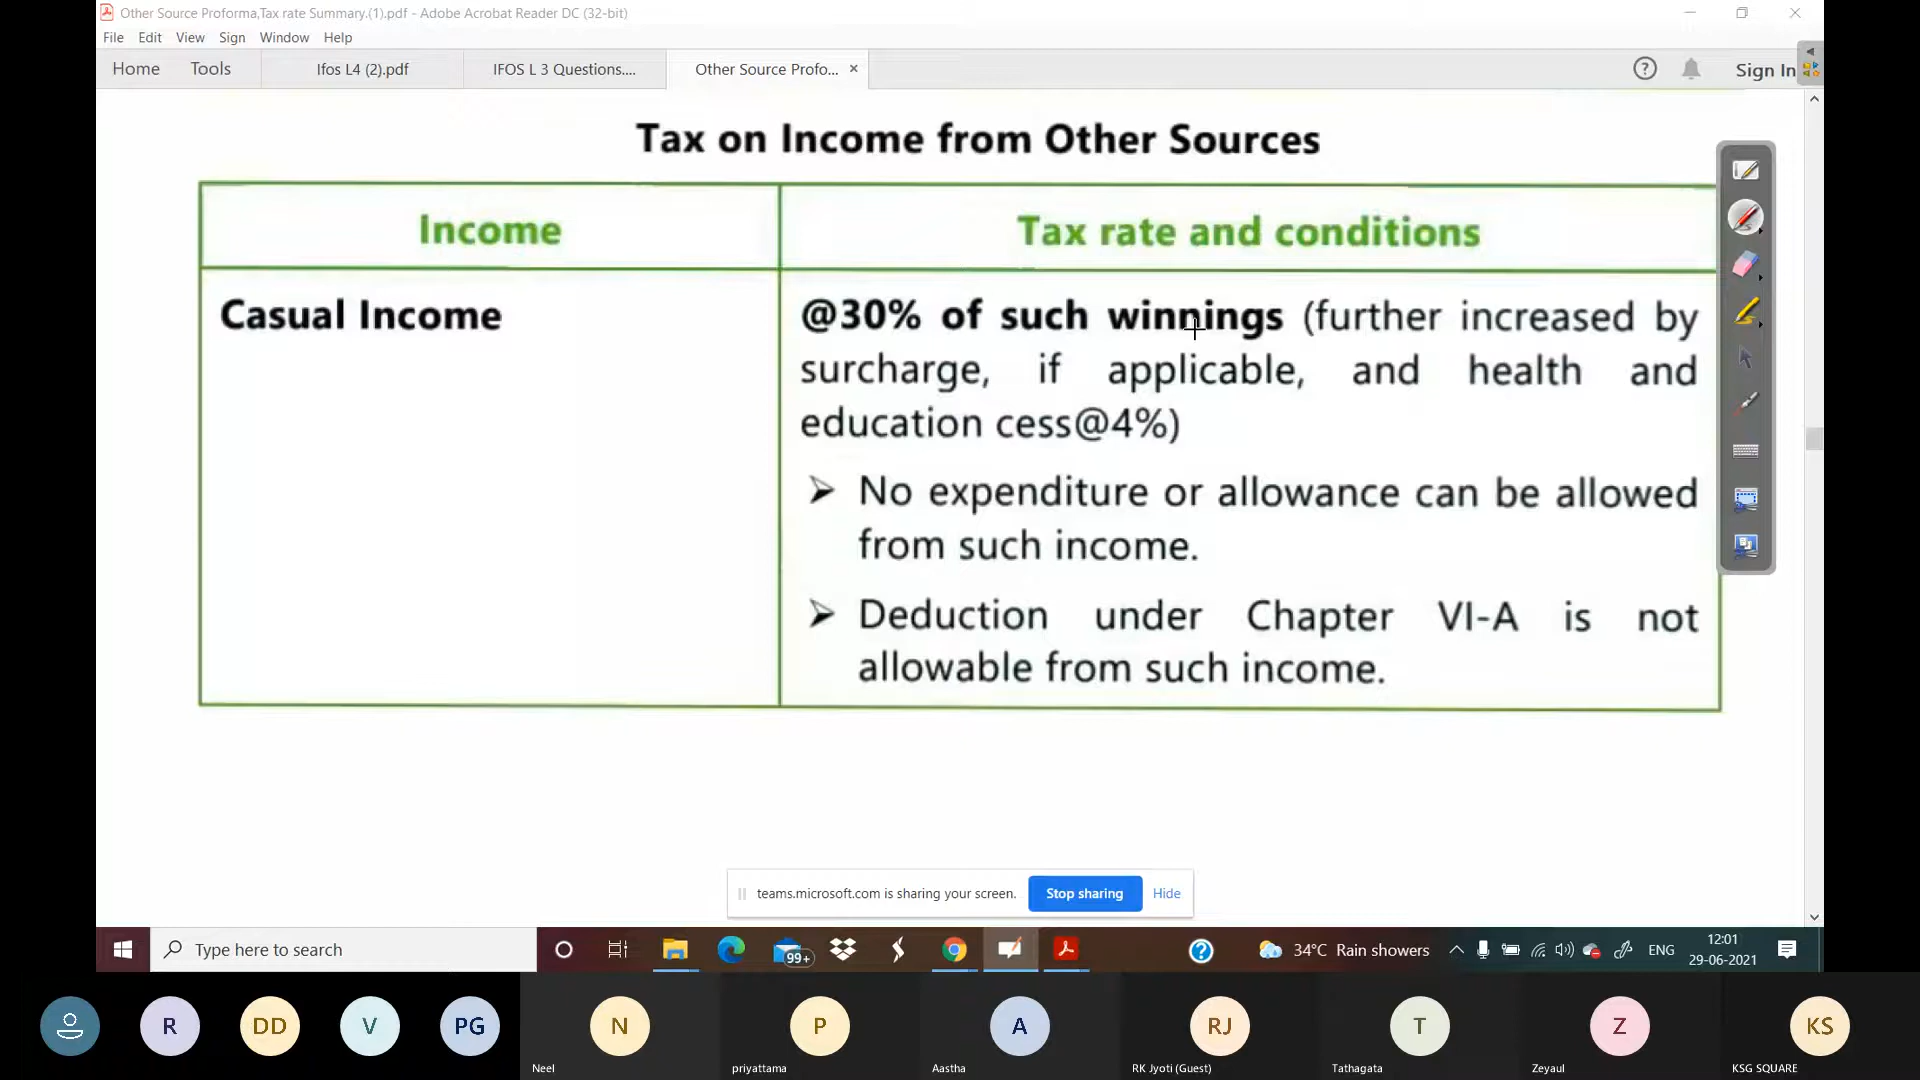 Other Source Proforma,Tax rate Summary.(1).pdf - Adobe Acrobat Reader DC (32-bit)
File Edit View Sign Window Help
Home Tools Ifos L4 (2).pdf IFOS L 3 Questions.... Other Source Profo... × Sign In
Tax on Income from Other Sources
Income Tax rate and conditions
Casual Income
@30% of such winnings (further increased by
surcharge, if applicable, and health and
education cess@4%)
➤ No expenditure or allowance can be allowed
from such income.
➤ Deduction under Chapter VI-A is not
allowable from such income.
teams.microsoft.com is sharing your screen. Stop sharing Hide
Type here to search 99+ 34°C Rain showers ENG 12:01
29-06-2021
R DD V PG N P A RJ T Z KS
Neel priyattama Aastha RK Jyoti (Guest) Tathagata Zeyaul KSG SQUARE